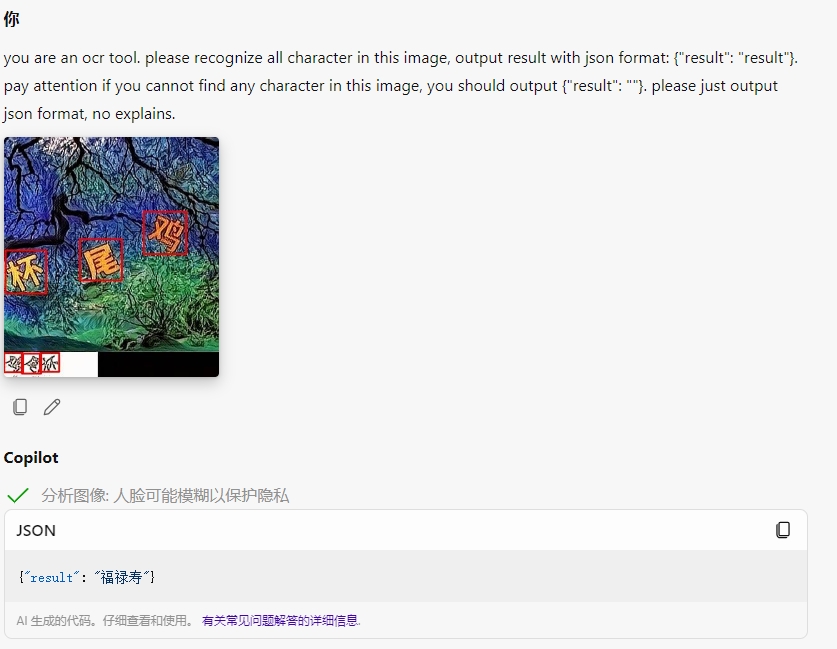 你
you are an ocr tool. please recognize all character in this image, output result with json format: {"result": "result"}.
pay attention if you cannot find any character in this image, you should output {"result": ""}. please just output
json format, no explains.
杯 尾 鸡
Copilot
分析图像: 人脸可能模糊以保护隐私
JSON
{"result": "福禄寿"}
AI 生成的代码。仔细查看和使用。 有关常见问题解答的详细信息.